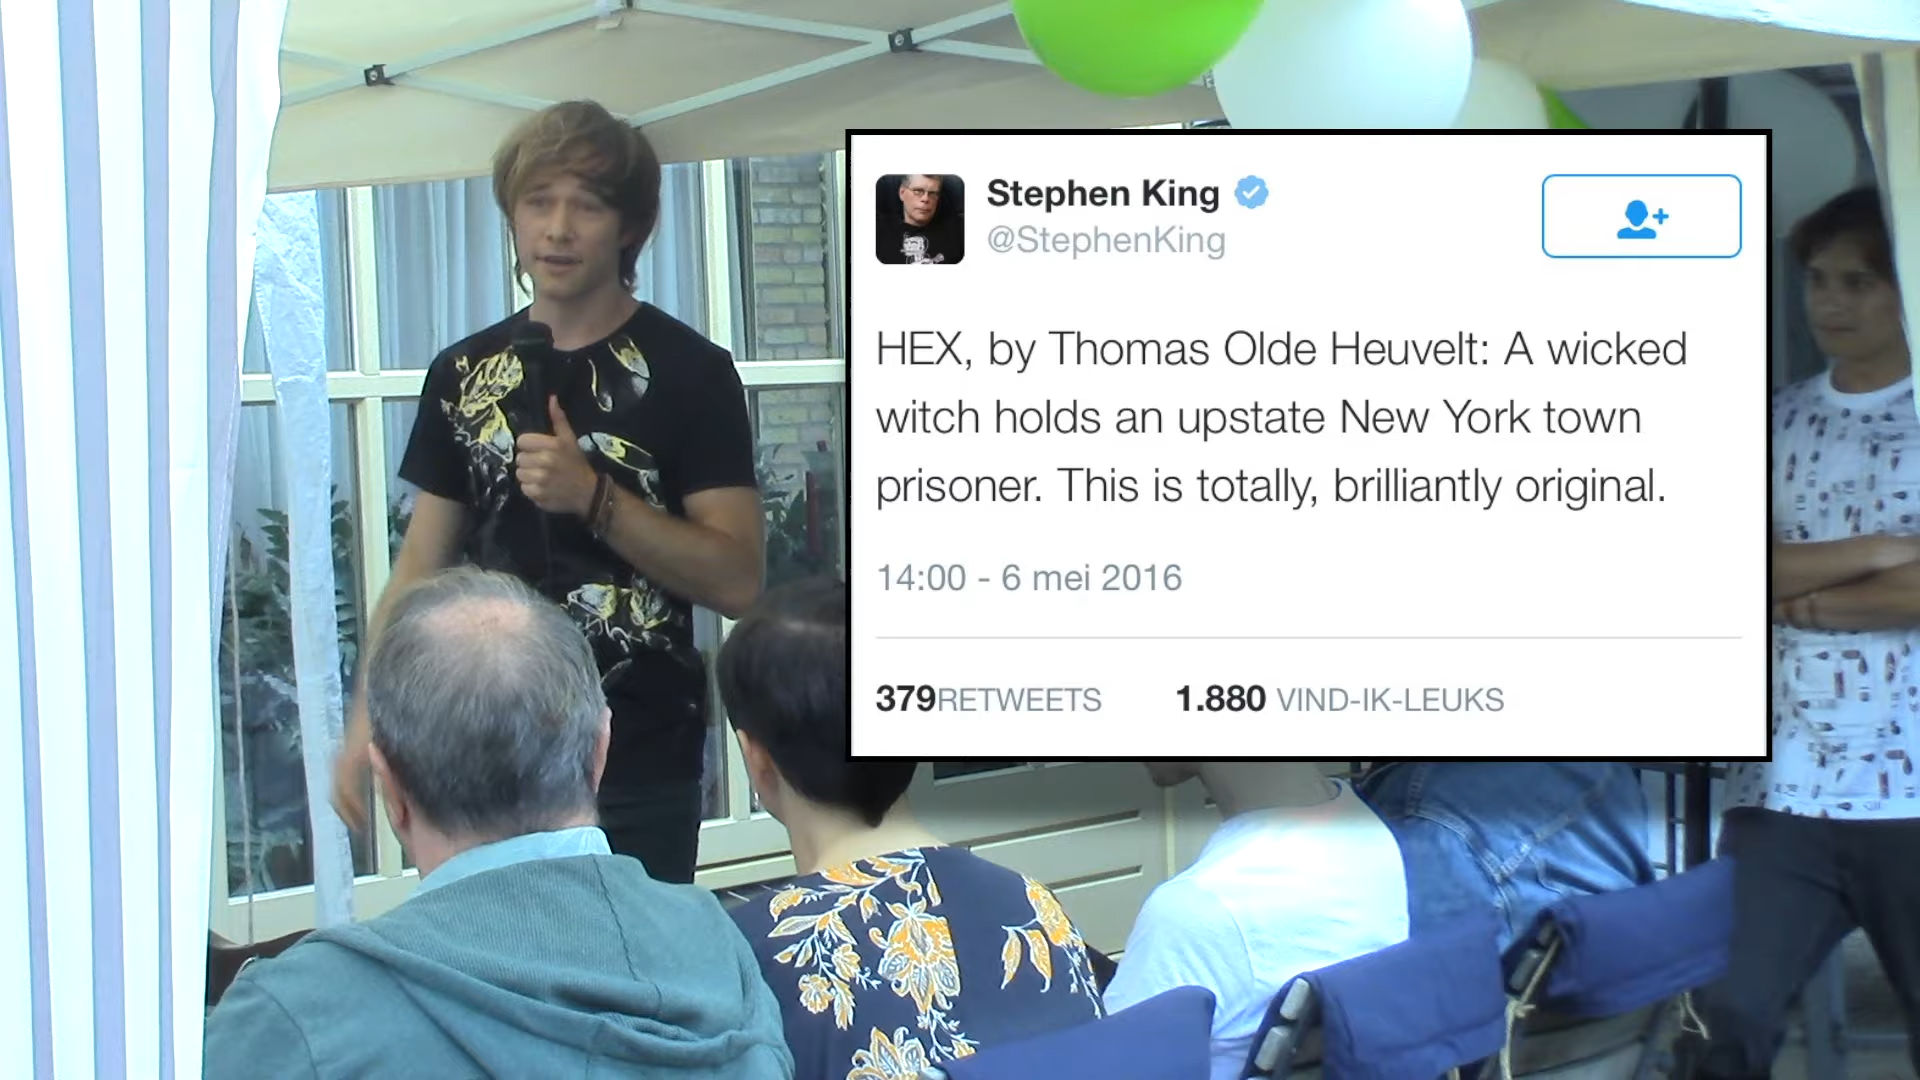 Stephen King
@StephenKing
HEX, by Thomas Olde Heuvelt: A wicked
witch holds an upstate New York town
prisoner. This is totally, brilliantly original.
14:00 - 6 mei 2016
379RETWEETS 1.880 VIND-IK-LEUKS